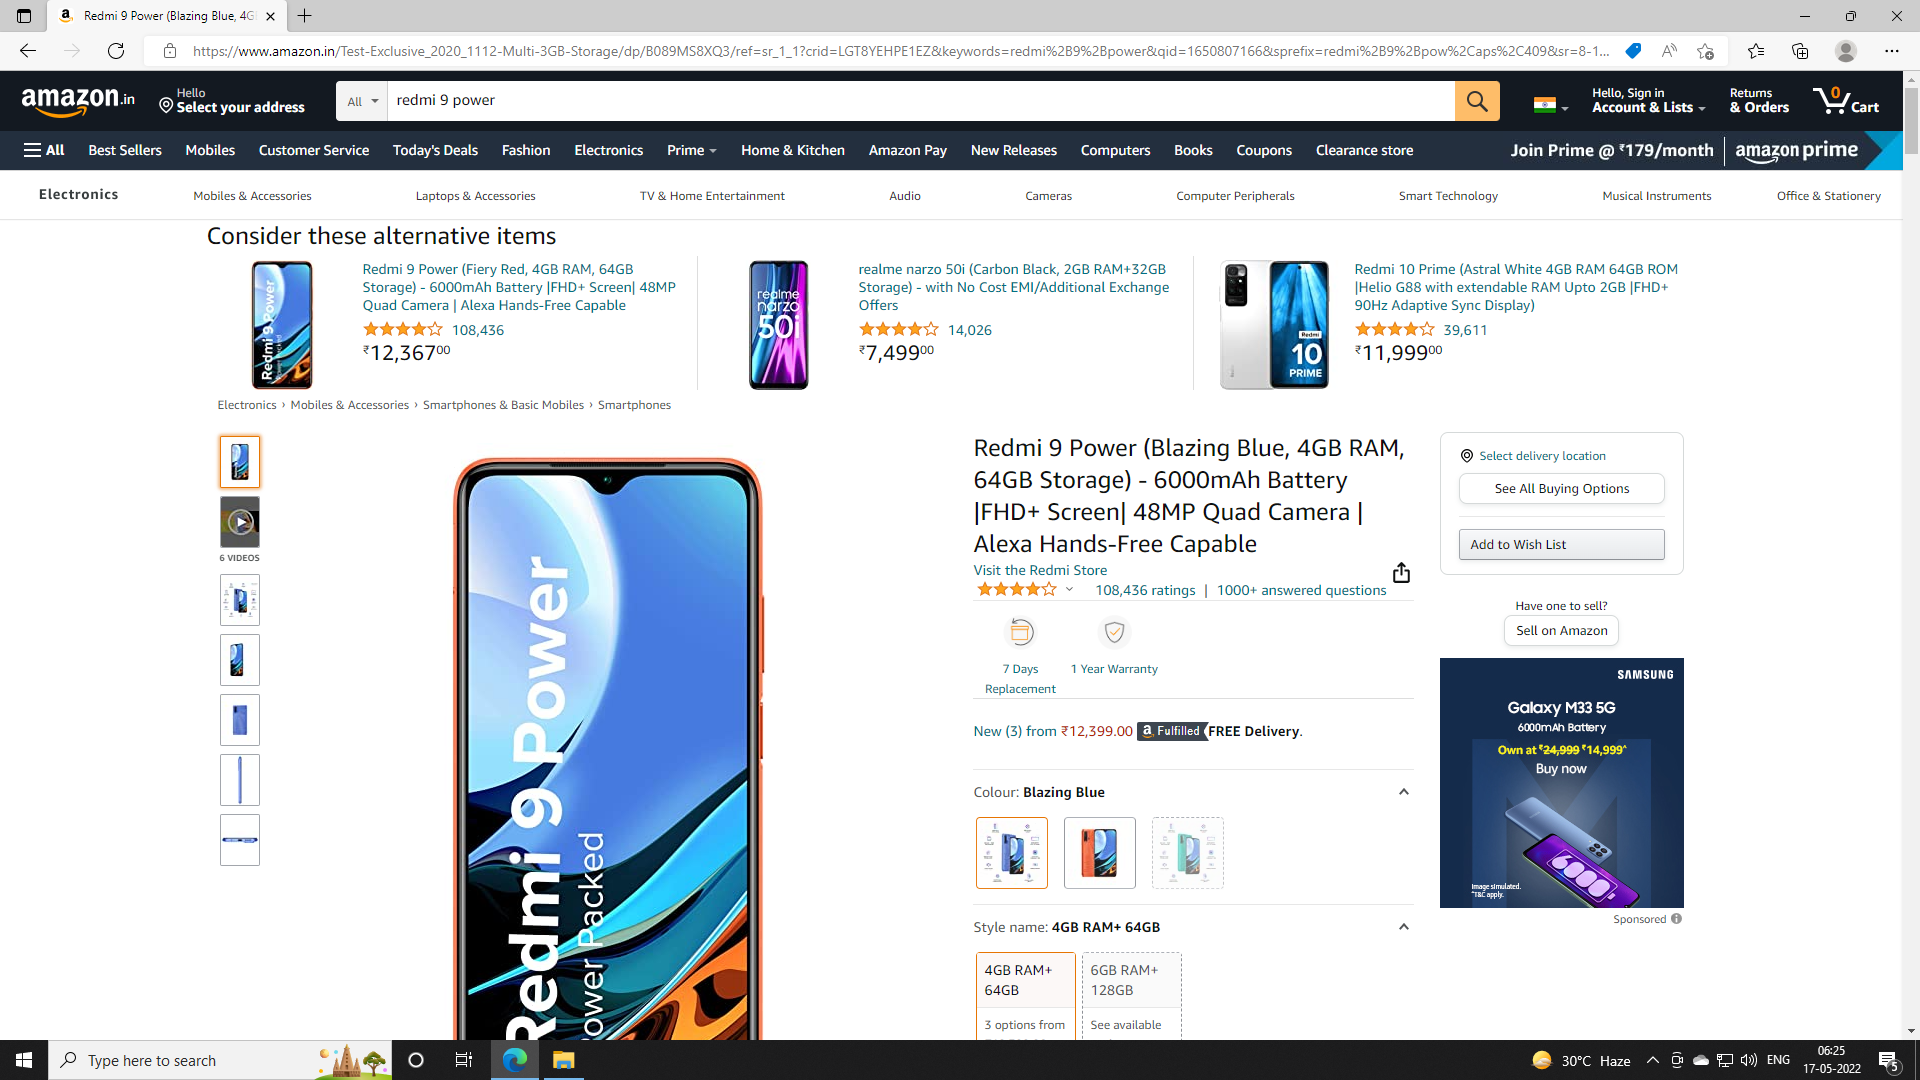 Redmi 9 Power (Blazing Blue, 4G
https://www.amazon.in/Test-Exclusive_2020_1112-Multi-3GB-Storage/dp/B089MS8XQ3/ref=sr_1_1?crid=LGT8YEHPE1EZ&keywords=redmi%2B9%2Bpower&qid=1650807166&sprefix=redmi%2B9%2Bpow%2Caps%2C409&sr=8-1...
amazon.in
Hello
Select your address
All
redmi 9 power
Hello, Sign in
Account & Lists
Returns
& Orders
0
Cart
All
Best Sellers
Mobiles
Customer Service
Today's Deals
Fashion
Electronics
Prime
Home & Kitchen
Amazon Pay
New Releases
Computers
Books
Coupons
Clearance store
Join Prime @ ₹179/month
amazon prime
Electronics
Mobiles & Accessories
Laptops & Accessories
TV & Home Entertainment
Audio
Cameras
Computer Peripherals
Smart Technology
Musical Instruments
Office & Stationery
Consider these alternative items
Redmi 9 Power
Redmi 9 Power (Fiery Red, 4GB RAM, 64GB
Storage) - 6000mAh Battery |FHD+ Screen| 48MP
Quad Camera | Alexa Hands-Free Capable
108,436
₹12,36700
realme
narzo
50i
realme narzo 50i (Carbon Black, 2GB RAM+32GB
Storage) - with No Cost EMI/Additional Exchange
Offers
14,026
₹7,49900
Redmi
10
PRIME
Redmi 10 Prime (Astral White 4GB RAM 64GB ROM
|Helio G88 with extendable RAM Upto 2GB |FHD+
90Hz Adaptive Sync Display)
39,611
₹11,99900
Electronics › Mobiles & Accessories › Smartphones & Basic Mobiles › Smartphones
6 VIDEOS
Redmi 9 Power
Power Packed
Redmi 9 Power (Blazing Blue, 4GB RAM,
64GB Storage) - 6000mAh Battery
|FHD+ Screen| 48MP Quad Camera |
Alexa Hands-Free Capable
Visit the Redmi Store
108,436 ratings | 1000+ answered questions
7 Days
Replacement
1 Year Warranty
New (3) from ₹12,399.00 a Fulfilled FREE Delivery.
Colour: Blazing Blue
Style name: 4GB RAM+ 64GB
4GB RAM+
64GB
3 options from
6GB RAM+
128GB
See available
Select delivery location
See All Buying Options
Add to Wish List
Have one to sell?
Sell on Amazon
SAMSUNG
Galaxy M33 5G
6000mAh Battery
Own at ₹24,999 ₹14,999^
Buy now
6000
Image simulated.
^T&C apply.
Sponsored
Type here to search
30°C Haze
ENG
06:25
17-05-2022
5